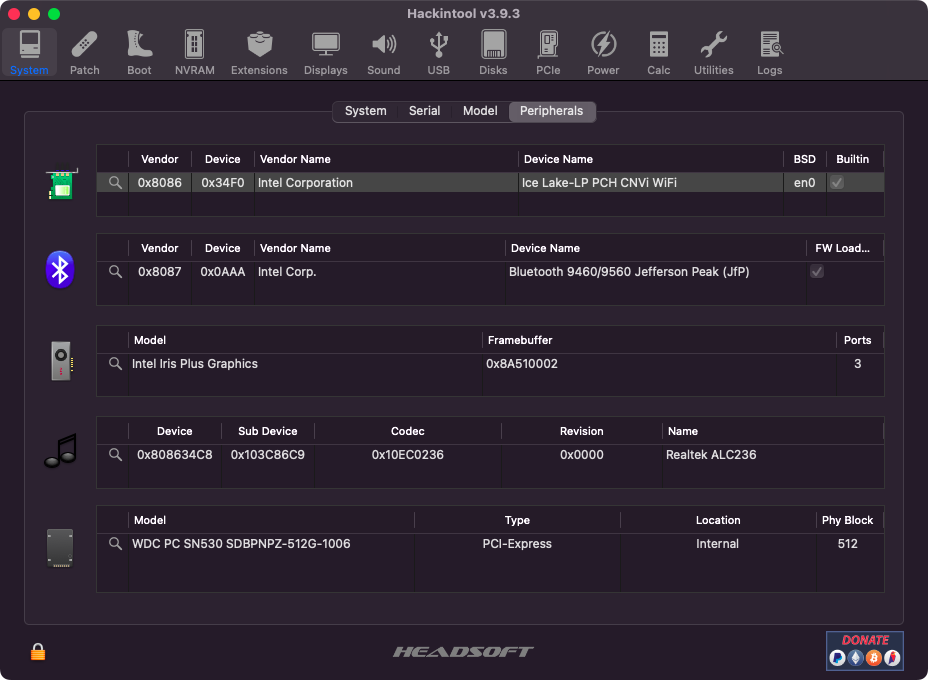 Hackintool v3.9.3
System Patch Boot NVRAM Extensions Displays Sound USB Disks PCIe Power Calc Utilities Logs
System Serial Model Peripherals
Vendor Device Vendor Name Device Name BSD Builtin
0x8086 0x34F0 Intel Corporation Ice Lake-LP PCH CNVi WiFi en0
Vendor Device Vendor Name Device Name FW Load...
0x8087 0x0AAA Intel Corp. Bluetooth 9460/9560 Jefferson Peak (JfP)
Model Framebuffer Ports
Intel Iris Plus Graphics 0x8A510002 3
Device Sub Device Codec Revision Name
0x808634C8 0x103C86C9 0x10EC0236 0x0000 Realtek ALC236
Model Type Location Phy Block
WDC PC SN530 SDBPNPZ-512G-1006 PCI-Express Internal 512
HEADSOFT
DONATE